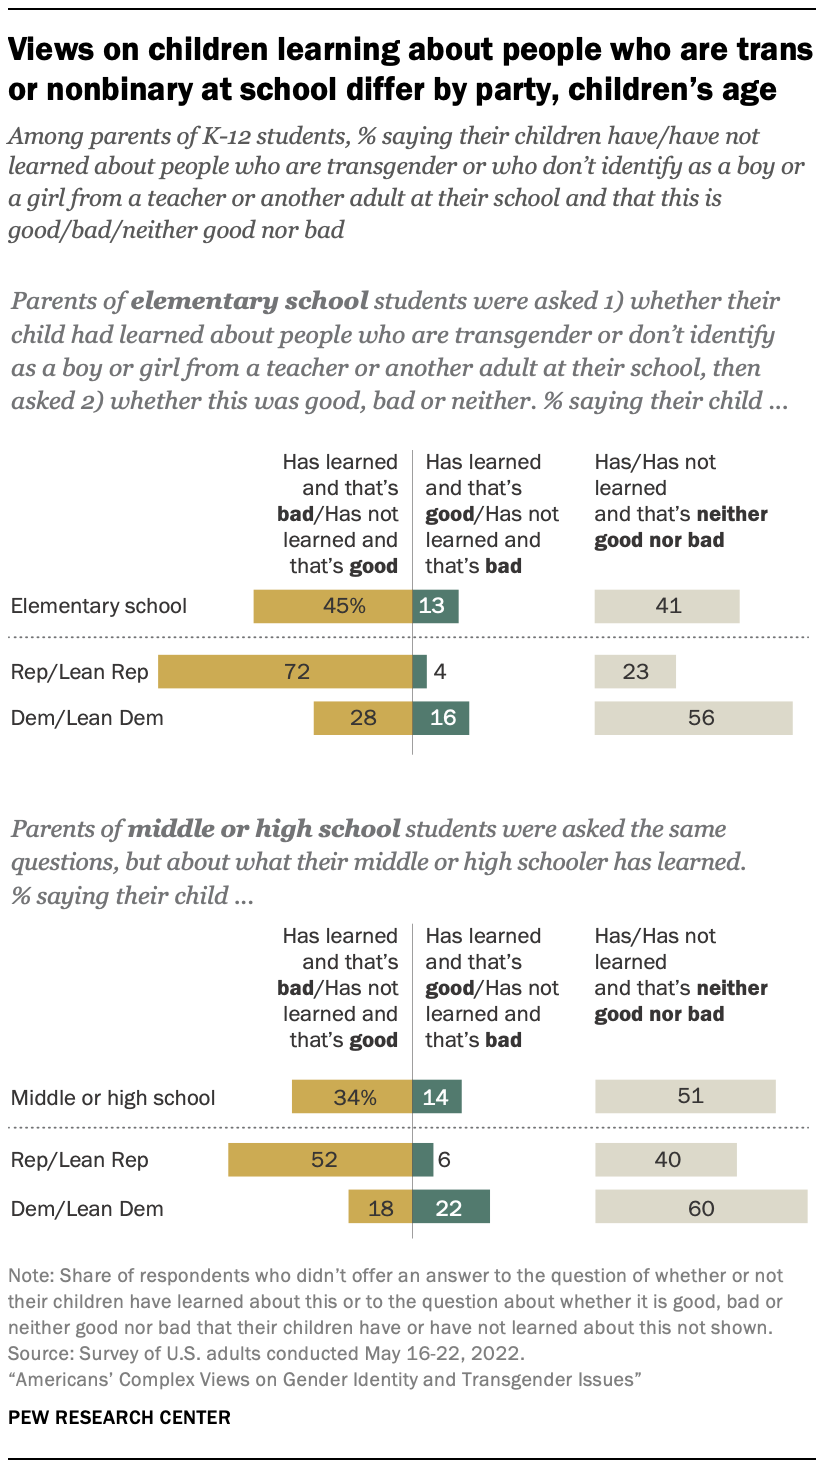 Views on children learning about people who are trans
or nonbinary at school differ by party, children's age
Among parents of K-12 students, % saying their children have/have not
learned about people who are transgender or who don't identify as a boy or
a girl from a teacher or another adult at their school and that this is
good/bad/neither good nor bad
Parents of elementary school students were asked 1) whether their
child had learned about people who are transgender or don't identify
as a boy or girl from a teacher or another adult at their school, then
asked 2) whether this was good, bad or neither. % saying their child ...
Has learned
and that's
bad/Has not
learned and
that's good
Has learned
and that's
good/Has not
learned and
that's bad
Has/Has not
learned
and that's neither
good nor bad
Elementary school 45% 13 41
Rep/Lean Rep 72 4 23
Dem/Lean Dem 28 16 56
Parents of middle or high school students were asked the same
questions, but about what their middle or high schooler has learned.
% saying their child ...
Has learned
and that's
bad/Has not
learned and
that's good
Has learned
and that's
good/Has not
learned and
that's bad
Has/Has not
learned
and that's neither
good nor bad
Middle or high school 34% 14 51
Rep/Lean Rep 52 6 40
Dem/Lean Dem 18 22 60
Note: Share of respondents who didn't offer an answer to the question of whether or not
their children have learned about this or to the question about whether it is good, bad or
neither good nor bad that their children have or have not learned about this not shown.
Source: Survey of U.S. adults conducted May 16-22, 2022.
"Americans' Complex Views on Gender Identity and Transgender Issues"
PEW RESEARCH CENTER